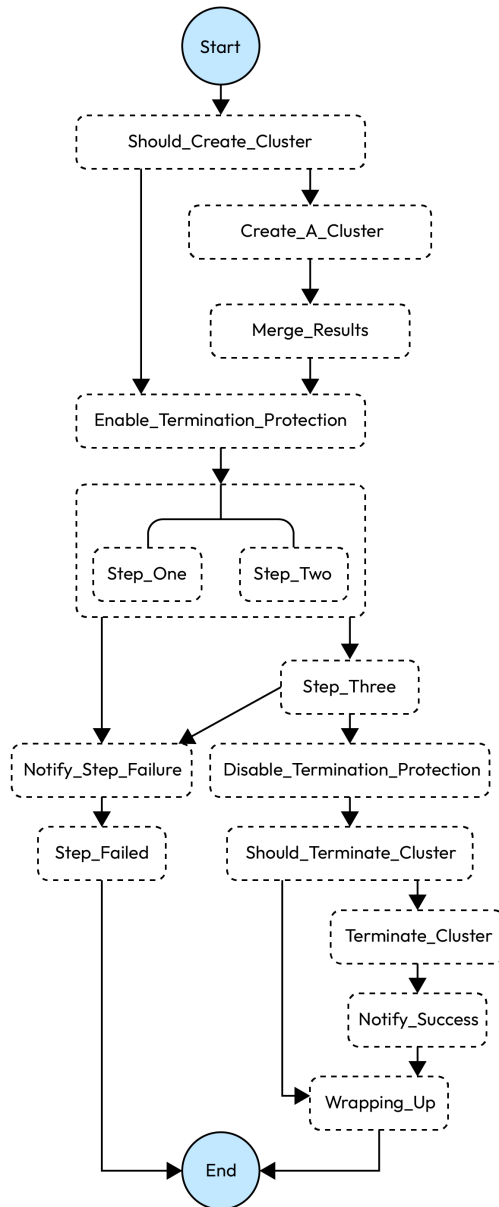 Start
Should_Create_Cluster
Create_A_Cluster
Merge_Results
Enable_Termination_Protection
Step_One
Step_Two
Step_Three
Notify_Step_Failure
Disable_Termination_Protection
Step_Failed
Should_Terminate_Cluster
Terminate_Cluster
Notify_Success
Wrapping_Up
End